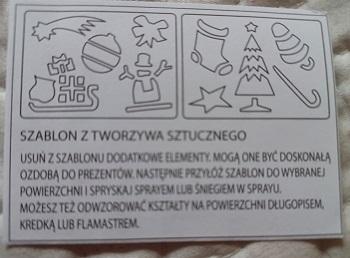 SZABLON Z TWORZYWA SZTUCZNEGO
USUŃ Z SZABLONU DODATKOWE ELEMENTY. MOGĄ ONE BYĆ DOSKONAŁĄ
OZDOBĄ DO PREZENTÓW. NASTĘPNIE PRZYŁÓŻ SZABLON DO WYBRANEJ
POWIERZCHNI I SPRYSKAJ SPRAYEM LUB ŚNIEGIEM W SPRAYU.
MOŻESZ TEŻ ODWZOROWAĆ KSZTAŁTY NA POWIERZCHNI DŁUGOPISEM,
KREDKĄ LUB FLAMASTREM.